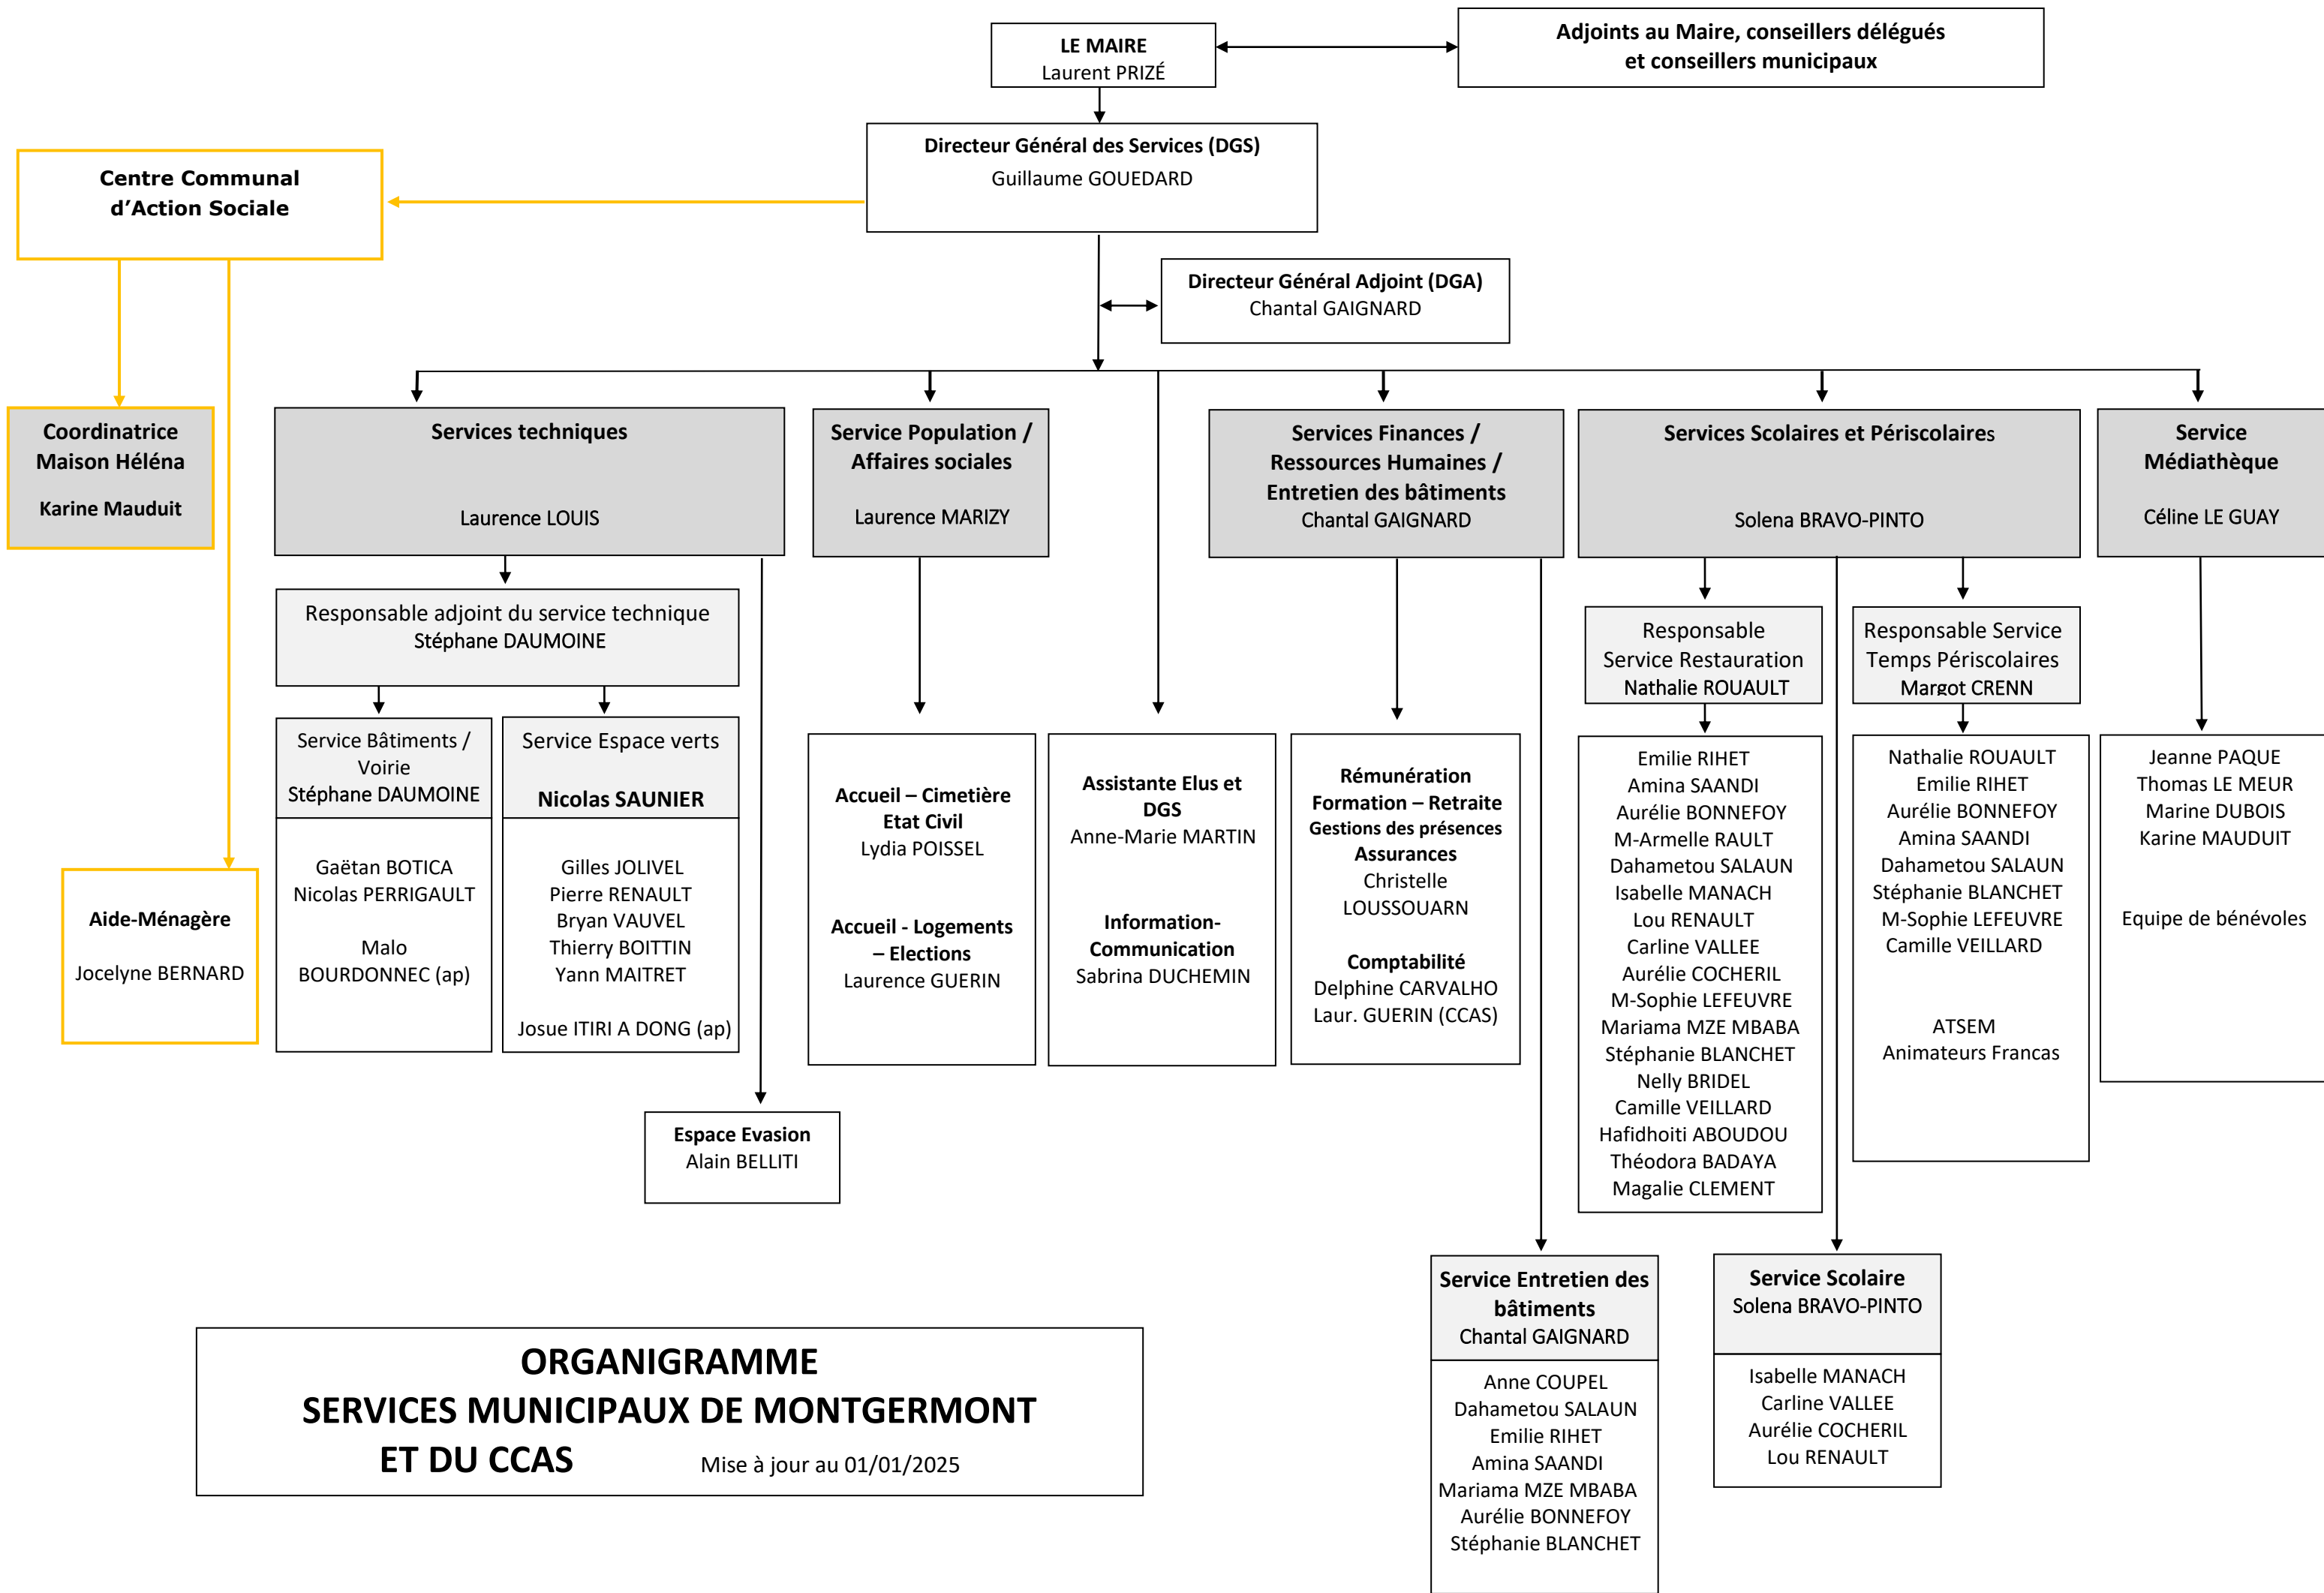 LE MAIRE
Laurent PRIZÉ
Adjoints au Maire, conseillers délégués
et conseillers municipaux
Directeur Général des Services (DGS)
Guillaume GOUEDARD
Centre Communal
d’Action Sociale
Directeur Général Adjoint (DGA)
Chantal GAIGNARD
Coordinatrice
Maison Héléna
Karine Mauduit
Services techniques
Laurence LOUIS
Service Population /
Affaires sociales
Laurence MARIZY
Services Finances /
Ressources Humaines /
Entretien des bâtiments
Chantal GAIGNARD
Services Scolaires et Périscolaires
Solena BRAVO-PINTO
Service
Médiathèque
Céline LE GUAY
Responsable adjoint du service technique
Stéphane DAUMOINE
Responsable
Service Restauration
Nathalie ROUAULT
Responsable Service
Temps Périscolaires
Margot CRENN
Service Bâtiments /
Voirie
Stéphane DAUMOINE
Gaëtan BOTICA
Nicolas PERRIGAULT
Malo
BOURDONNEC (ap)
Service Espace verts
Nicolas SAUNIER
Gilles JOLIVEL
Pierre RENAULT
Bryan VAUVEL
Thierry BOITTIN
Yann MAITRET
Josue ITIRI A DONG (ap)
Accueil – Cimetière
Etat Civil
Lydia POISSEL
Accueil - Logements
– Elections
Laurence GUERIN
Assistante Elus et
DGS
Anne-Marie MARTIN
Information-
Communication
Sabrina DUCHEMIN
Rémunération
Formation – Retraite
Gestions des présences
Assurances
Christelle
LOUSSOUARN
Comptabilité
Delphine CARVALHO
Laur. GUERIN (CCAS)
Emilie RIHET
Amina SAANDI
Aurélie BONNEFOY
M-Armelle RAULT
Dahametou SALAUN
Isabelle MANACH
Lou RENAULT
Carline VALLEE
Aurélie COCHERIL
M-Sophie LEFEUVRE
Mariama MZE MBABA
Stéphanie BLANCHET
Nelly BRIDEL
Camille VEILLARD
Hafidhoiti ABOUDOU
Théodora BADAYA
Magalie CLEMENT
Nathalie ROUAULT
Emilie RIHET
Aurélie BONNEFOY
Amina SAANDI
Dahametou SALAUN
Stéphanie BLANCHET
M-Sophie LEFEUVRE
Camille VEILLARD
ATSEM
Animateurs Francas
Jeanne PAQUE
Thomas LE MEUR
Marine DUBOIS
Karine MAUDUIT
Equipe de bénévoles
Aide-Ménagère
Jocelyne BERNARD
Espace Evasion
Alain BELLITI
Service Entretien des
bâtiments
Chantal GAIGNARD
Anne COUPEL
Dahametou SALAUN
Emilie RIHET
Amina SAANDI
Mariama MZE MBABA
Aurélie BONNEFOY
Stéphanie BLANCHET
Service Scolaire
Solena BRAVO-PINTO
Isabelle MANACH
Carline VALLEE
Aurélie COCHERIL
Lou RENAULT
ORGANIGRAMME
SERVICES MUNICIPAUX DE MONTGERMONT
ET DU CCAS Mise à jour au 01/01/2025